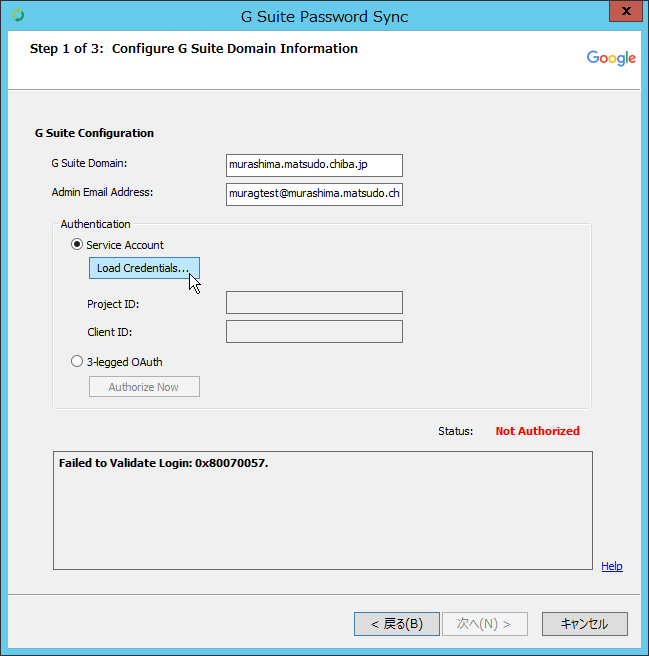 G Suite Password Sync
x
Step 1 of 3:  Configure G Suite Domain Information
Google
G Suite Configuration
G Suite Domain:
murashima.matsudo.chiba.jp
Admin Email Address:
muragtest@murashima.matsudo.ch
Authentication
Service Account
Load Credentials...
Project ID:
Client ID:
3-legged OAuth
Authorize Now
Status:
Not Authorized
Failed to Validate Login: 0x80070057.
Help
< 戻る(B)
次へ(N) >
キャンセル